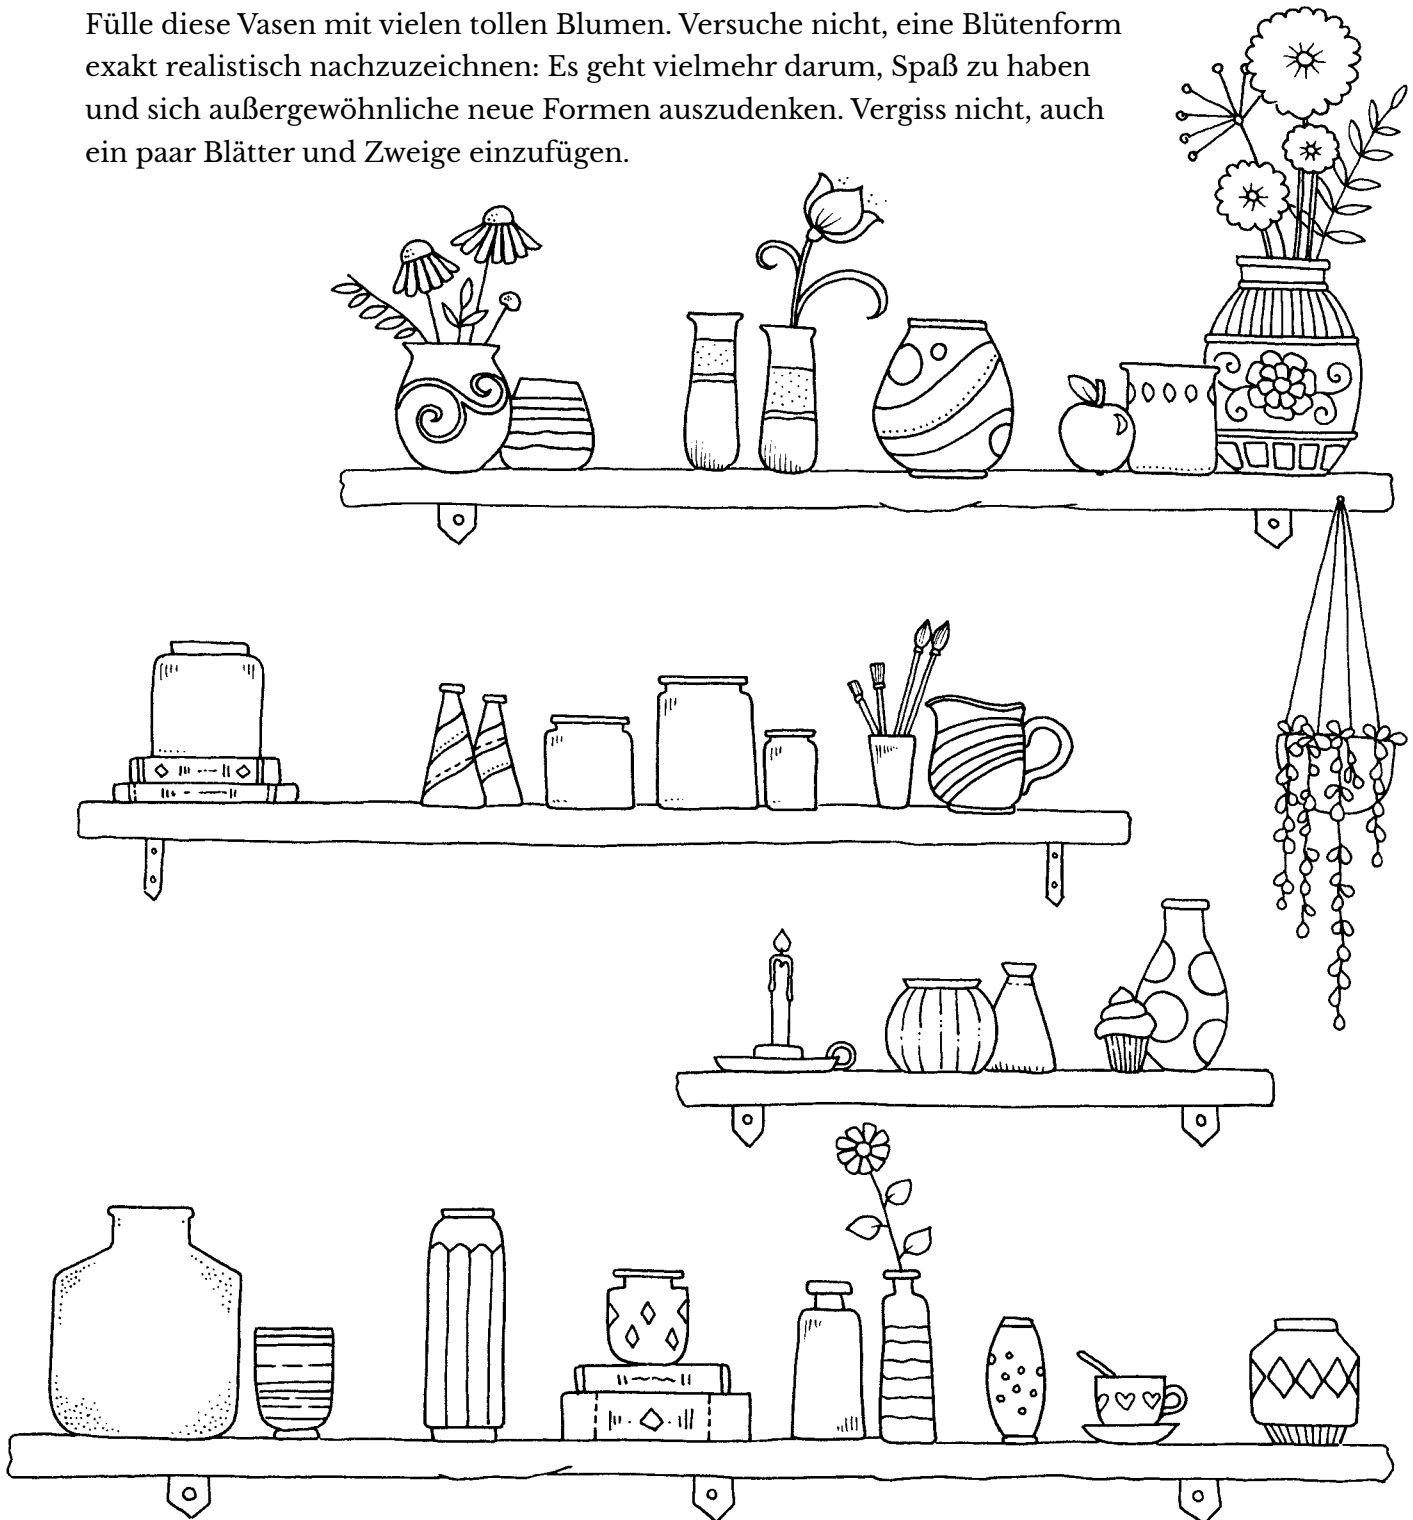 Fülle diese Vasen mit vielen tollen Blumen. Versuche nicht, eine Blütenform
exakt realistisch nachzuzeichnen: Es geht vielmehr darum, Spaß zu haben
und sich außergewöhnliche neue Formen auszudenken. Vergiss nicht, auch
ein paar Blätter und Zweige einzufügen.